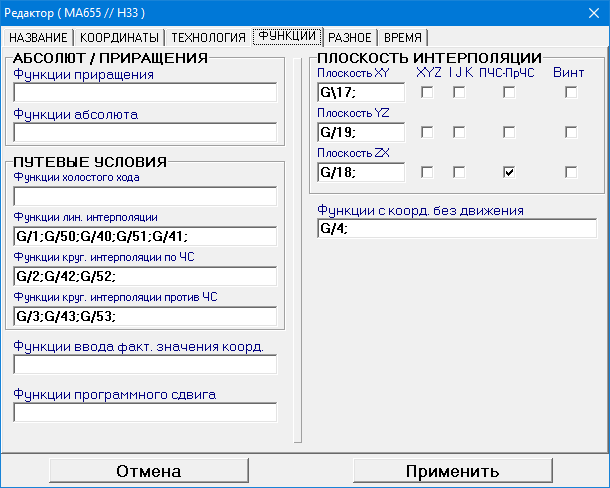 Редактор ( MA655 // H33 )
НАЗВАНИЕ КООРДИНАТЫ ТЕХНОЛОГИЯ ФУНКЦИИ РАЗНОЕ ВРЕМЯ
АБСОЛЮТ / ПРИРАЩЕНИЯ
Функции приращения
Функции абсолюта
ПУТЕВЫЕ УСЛОВИЯ
Функции холостого хода
Функции лин. интерполяции
G/1;G/50;G/40;G/51;G/41;
Функции круг. интерполяции по ЧС
G/2;G/42;G/52;
Функции круг. интерполяции против ЧС
G/3;G/43;G/53;
Функции ввода факт. значения коорд.
Функции программного сдвига
ПЛОСКОСТЬ ИНТЕРПОЛЯЦИИ
Плоскость XY XYZ I J K ПЧС-ПрЧС Винт
G\17;
Плоскость YZ
G/19;
Плоскость ZX
G/18;
Функции с коорд. без движения
G/4;
Отмена Применить